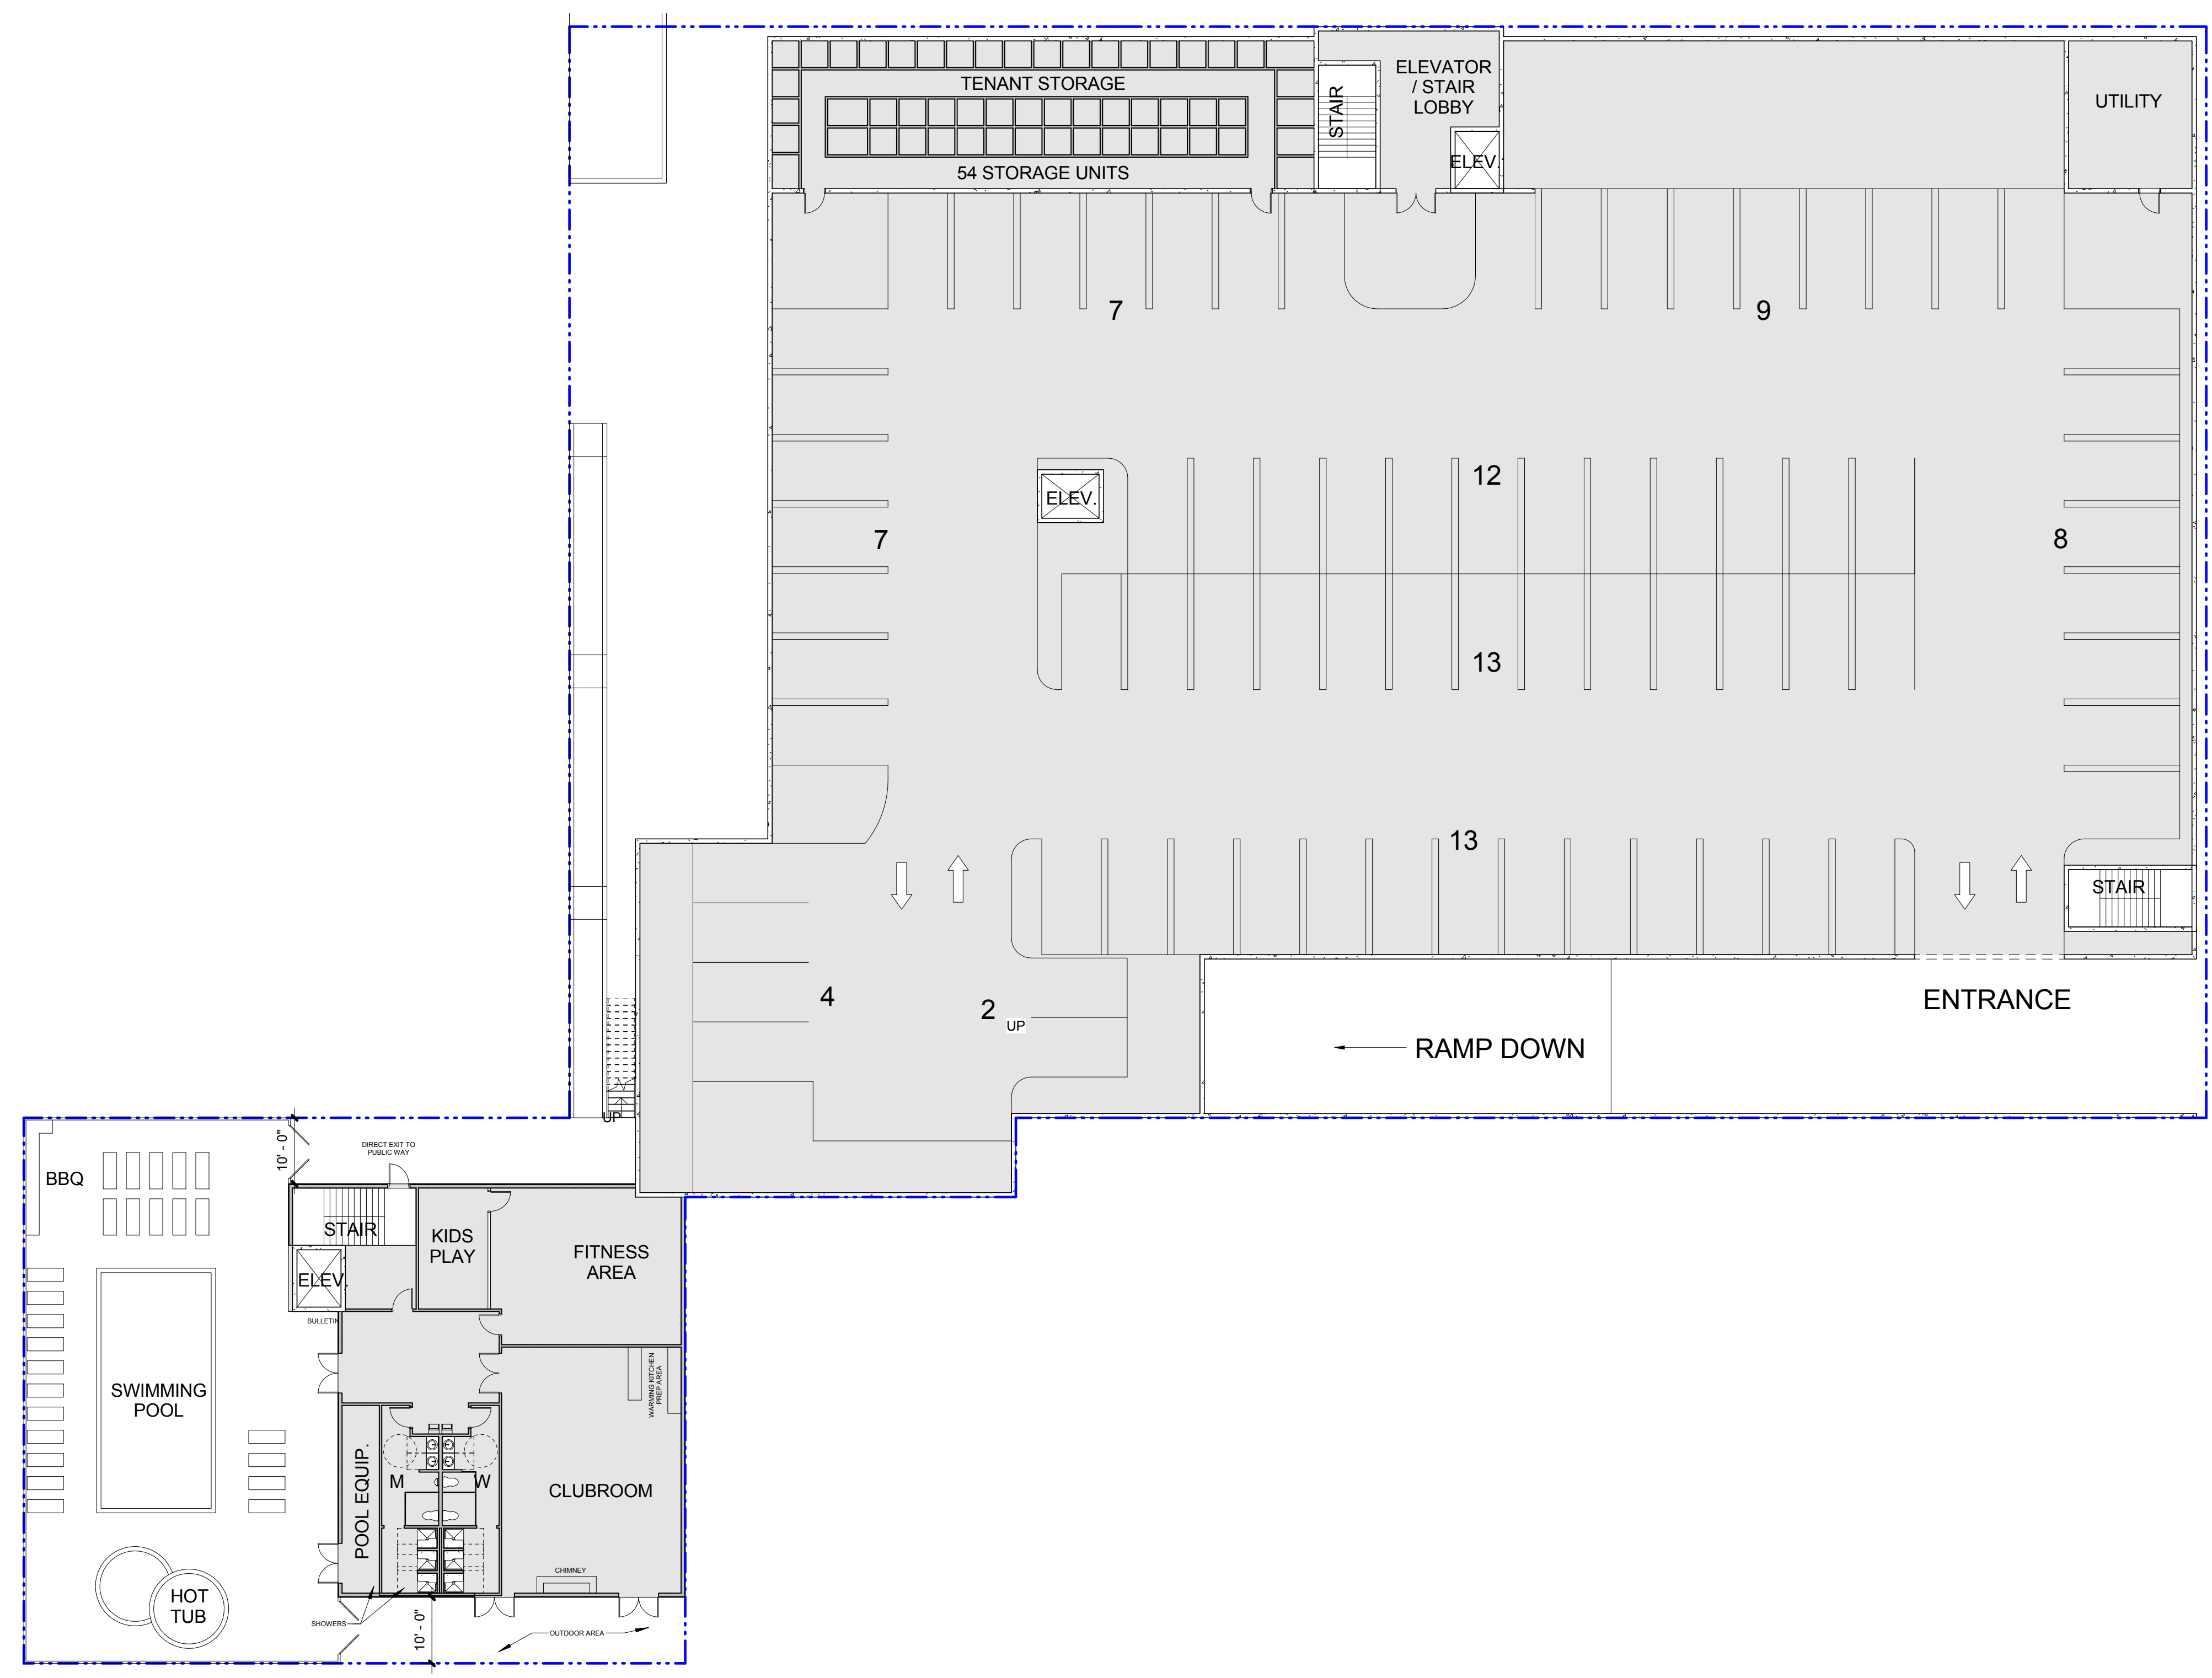 TENANT STORAGE
54 STORAGE UNITS
STAIR
ELEVATOR
/ STAIR
LOBBY
ELEV.
UTILITY
7
9
12
ELEV.
7
8
13
13
STAIR
4
2
UP
ENTRANCE
RAMP DOWN
UP
10' - 0"
DIRECT EXIT TO
PUBLIC WAY
BBQ
STAIR
KIDS
PLAY
FITNESS
AREA
ELEV.
BULLETIN
WARMING KITCHEN
PREP AREA
SWIMMING
POOL
POOL EQUIP.
M
W
CLUBROOM
CHIMNEY
HOT
TUB
SHOWERS
10' - 0"
OUTDOOR AREA